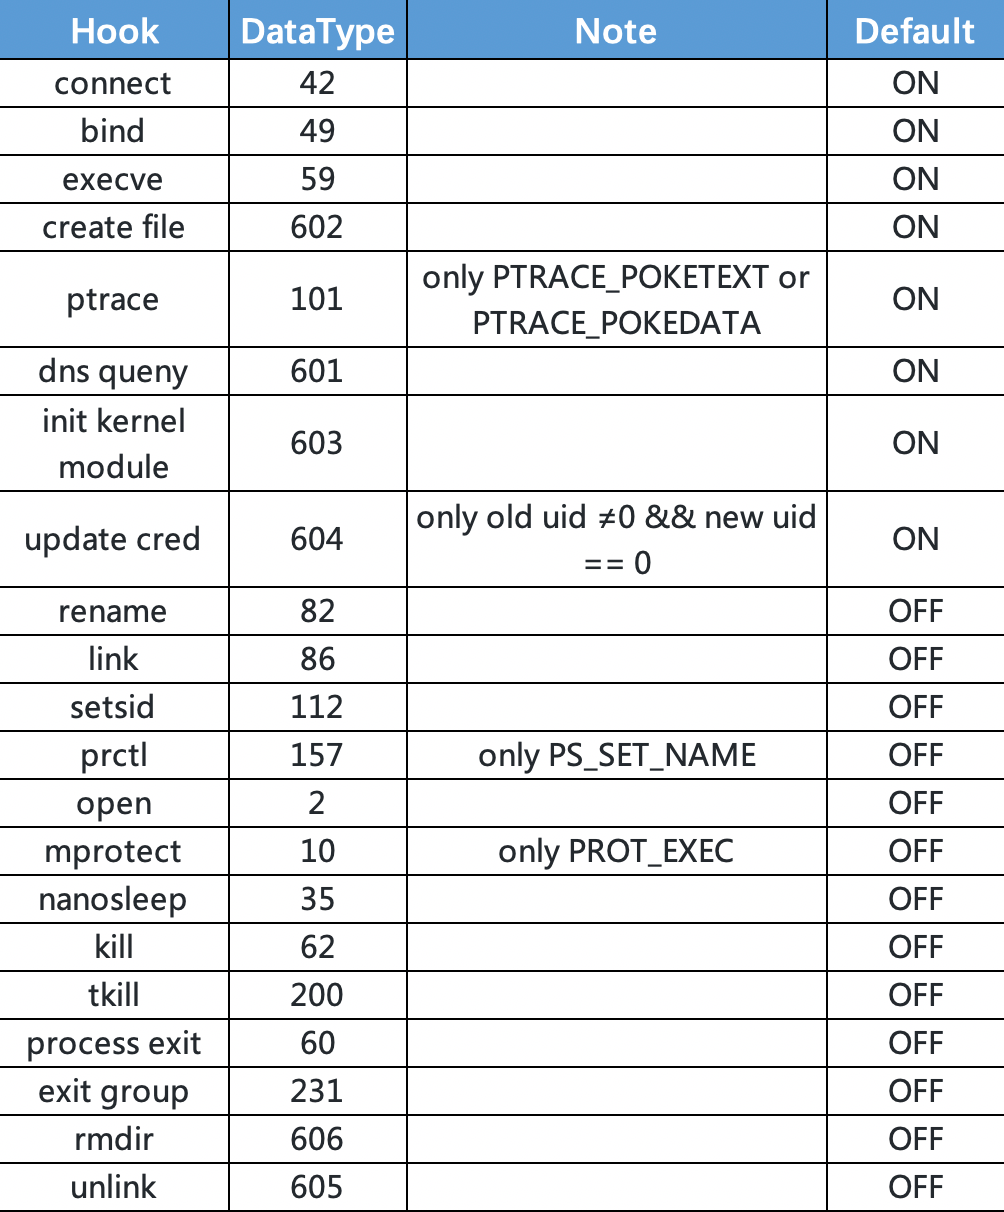 Hook DataType Note Default
connect 42 ON
bind 49 ON
execve 59 ON
create file 602 ON
ptrace 101 only PTRACE_POKETEXT or PTRACE_POKEDATA ON
dns queny 601 ON
init kernel module 603 ON
update cred 604 only old uid ≠0 && new uid == 0 ON
rename 82 OFF
link 86 OFF
setsid 112 OFF
prctl 157 only PS_SET_NAME OFF
open 2 OFF
mprotect 10 only PROT_EXEC OFF
nanosleep 35 OFF
kill 62 OFF
tkill 200 OFF
process exit 60 OFF
exit group 231 OFF
rmdir 606 OFF
unlink 605 OFF